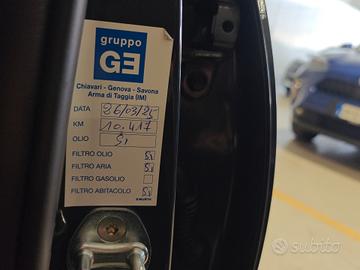 gruppo
GE
Chiavari - Genova - Savona
Arma di Taggia (IM)
DATA 26/03/25
KM 10.417
OLIO Si
FILTRO OLIO Si
FILTRO ARIA Si
FILTRO GASOLIO
FILTRO ABITACOLO Si
WÜRTH
subito